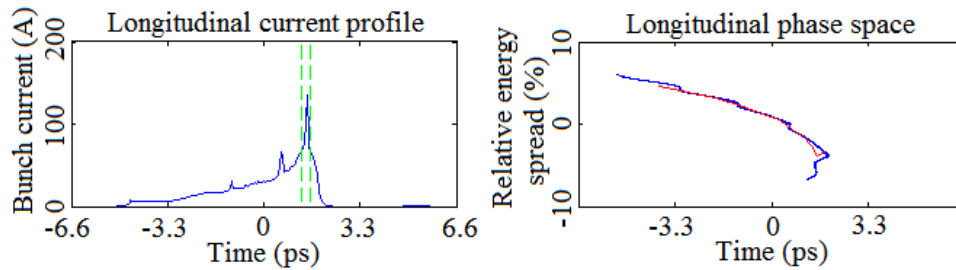 Longitudinal current profile
Bunch current (A)
200
100
0
-6.6 -3.3 0 3.3 6.6
Time (ps)
Longitudinal phase space
Relative energy
spread (%)
10
0
-10
-3.3 0 3.3
Time (ps)